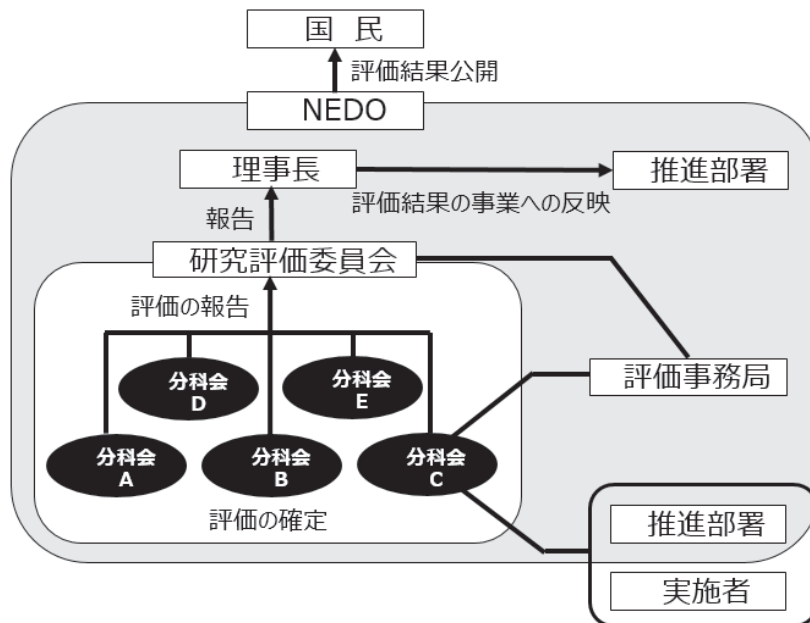 国 民
評価結果公開
NEDO
理事長
推進部署
評価結果の事業への反映
報告
研究評価委員会
評価の報告
分科会
D
分科会
E
評価事務局
分科会
A
分科会
B
分科会
C
評価の確定
推進部署
実施者